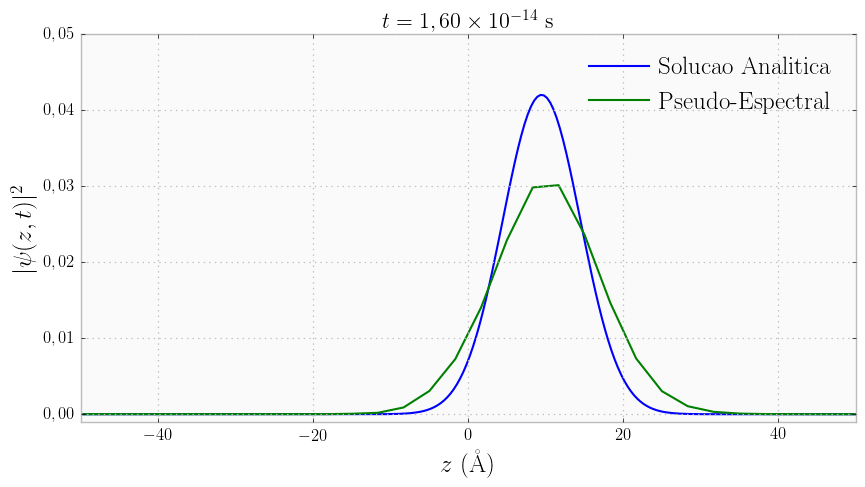 t = 1,60 × 10⁻¹⁴ s
0,05
0,04
0,03
0,02
0,01
0,00
|ψ(z, t)|²
Solucao Analitica
Pseudo-Espectral
−40 −20 0 20 40
z (Å)